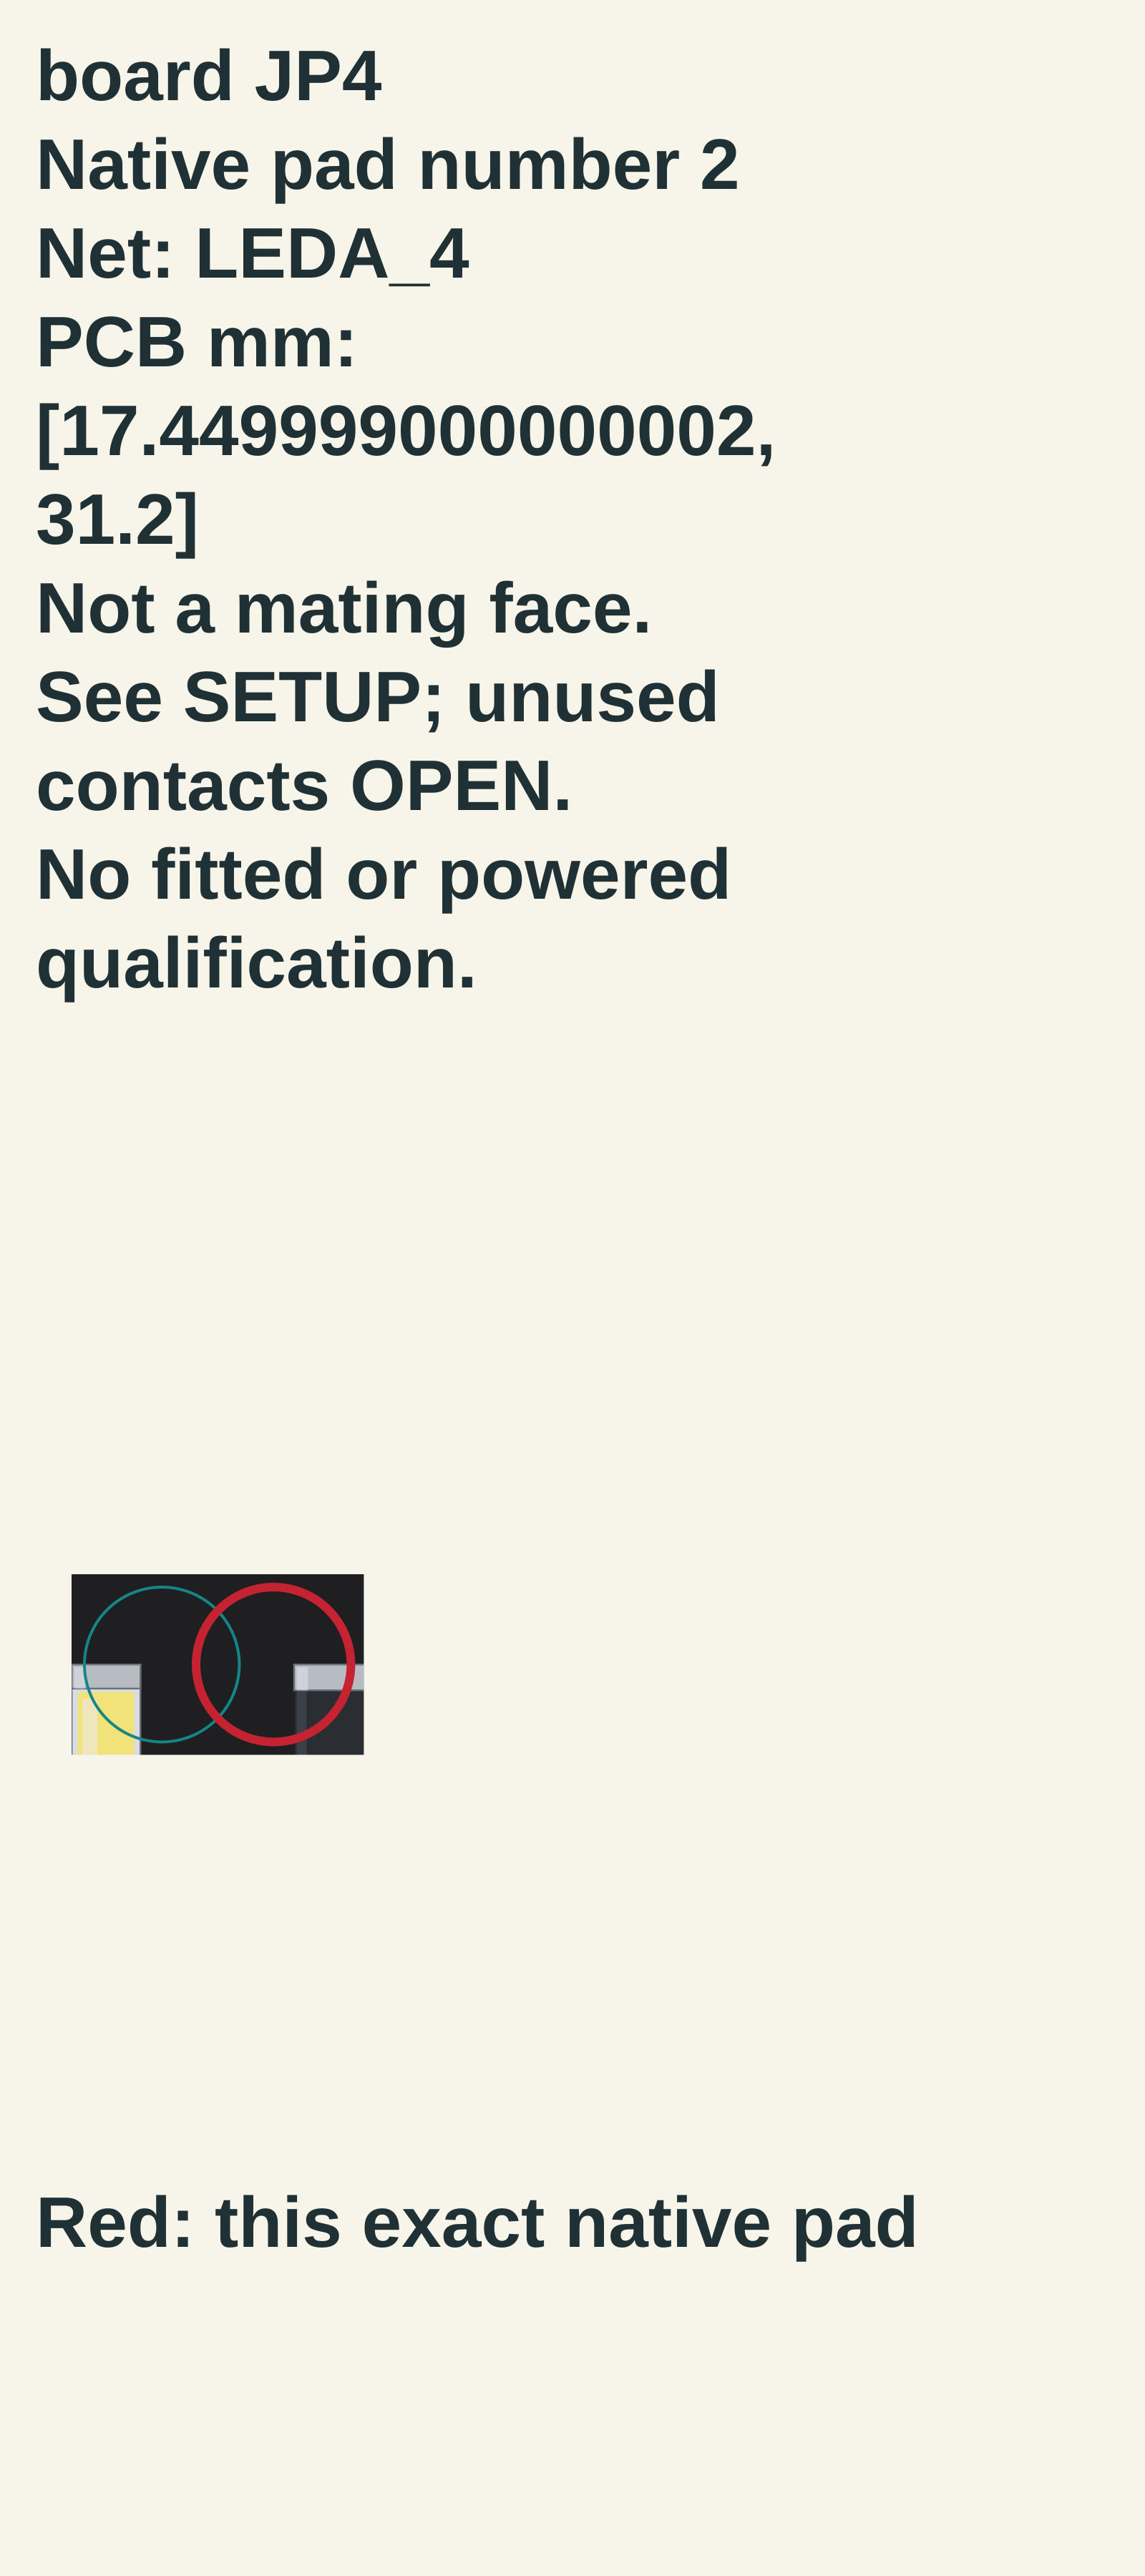 board JP4
Native pad number 2
Net: LEDA_4
PCB mm:
[17.449999000000002,
31.2]
Not a mating face.
See SETUP; unused
contacts OPEN.
No fitted or powered
qualification.
Red: this exact native pad